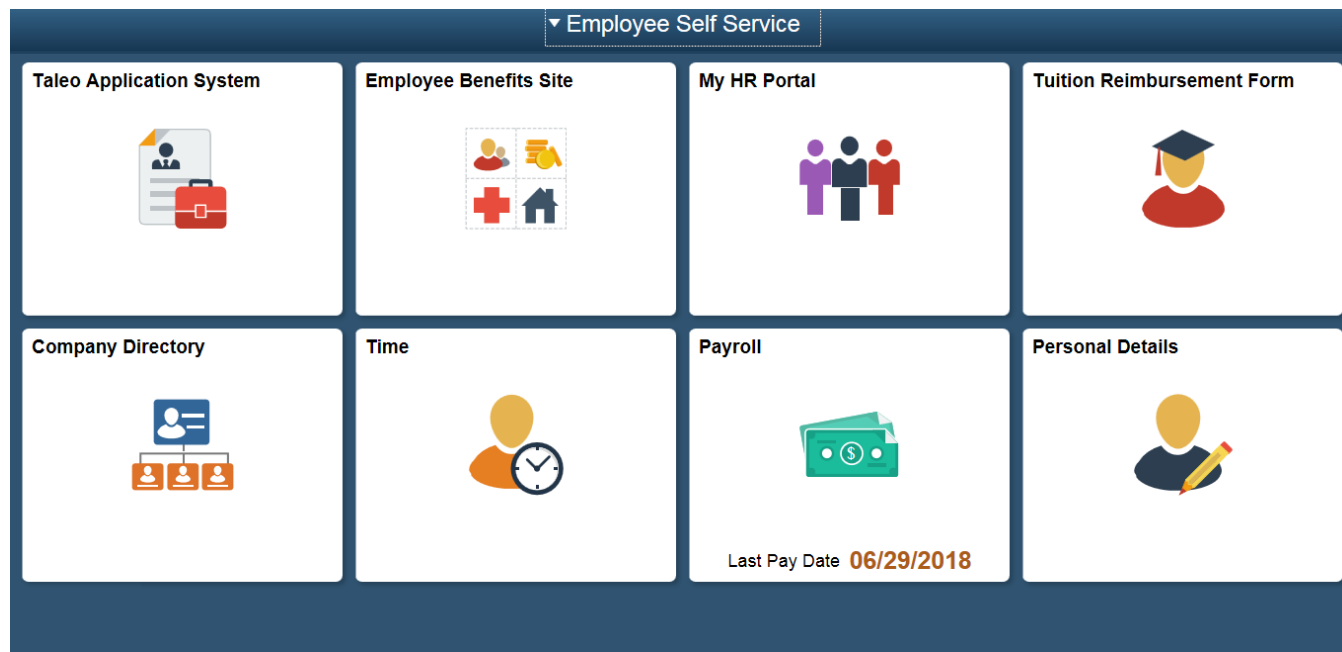 Employee Self Service
Taleo Application System
Employee Benefits Site
My HR Portal
Tuition Reimbursement Form
Company Directory
Time
Payroll
Personal Details
$
Last Pay Date 06/29/2018